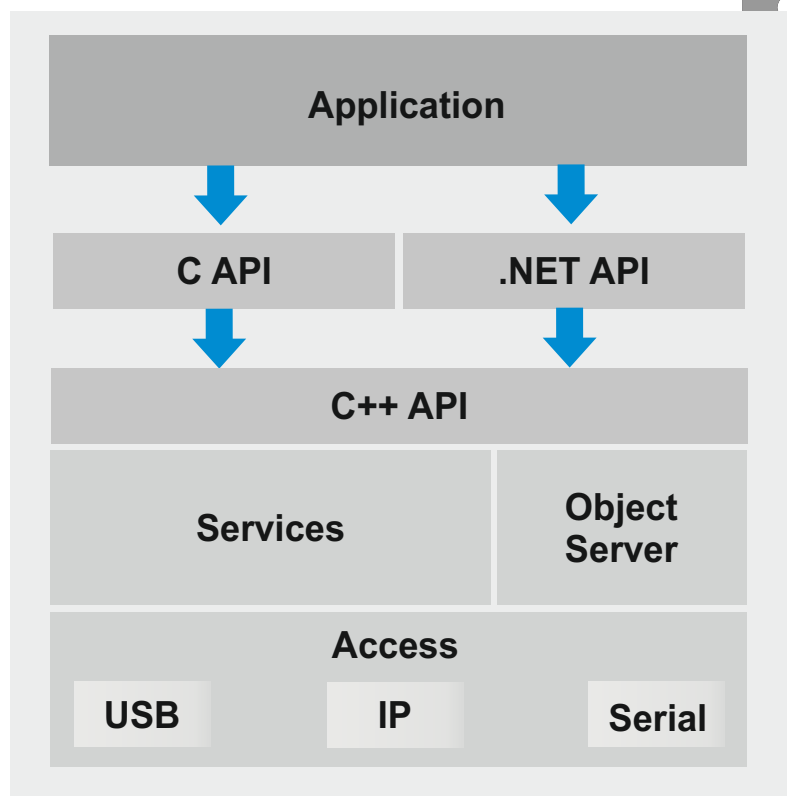 Application
C API
.NET API
C++ API
Services
Object
Server
Access
USB
IP
Serial